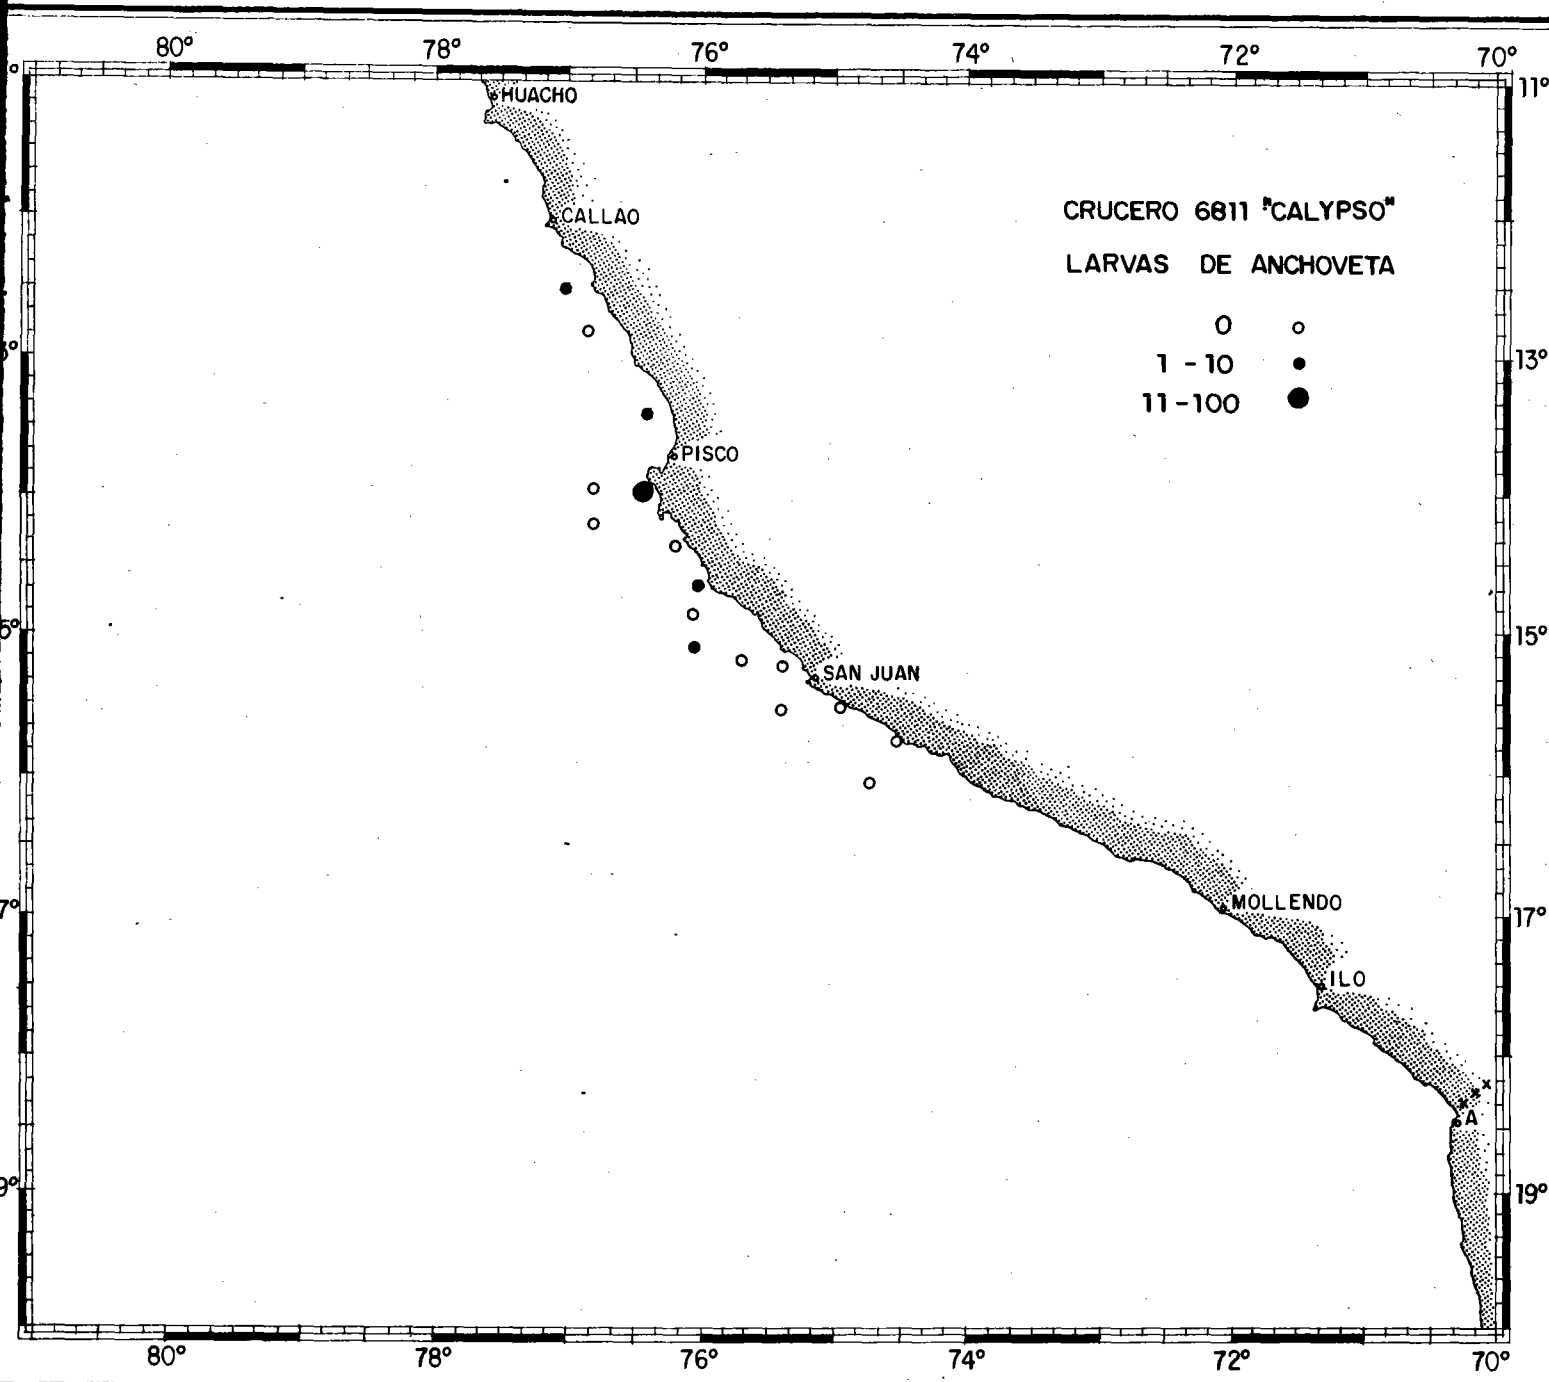 80° 78° 76° 74° 72° 70°
11°
HUACHO
CALLAO
CRUCERO 6811 "CALYPSO"
LARVAS DE ANCHOVETA
0
1 - 10
11 - 100
13°
PISCO
15°
SAN JUAN
17°
MOLLENDO
ILO
A
19°
80° 78° 76° 74° 72° 70°